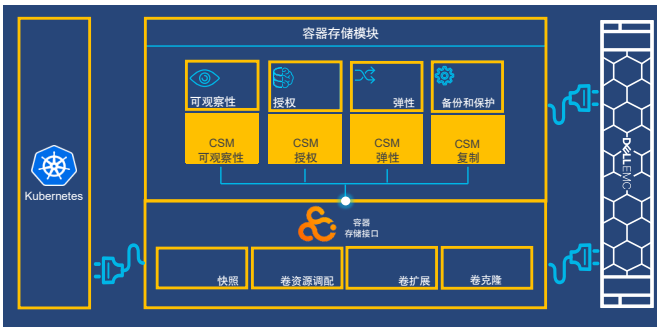 容器存储模块
可观察性
授权
弹性
备份和保护
CSM
可观察性
CSM
授权
CSM
弹性
CSM
复制
Kubernetes
容器
存储接口
快照
卷资源调配
卷扩展
卷克隆
DELLEMC